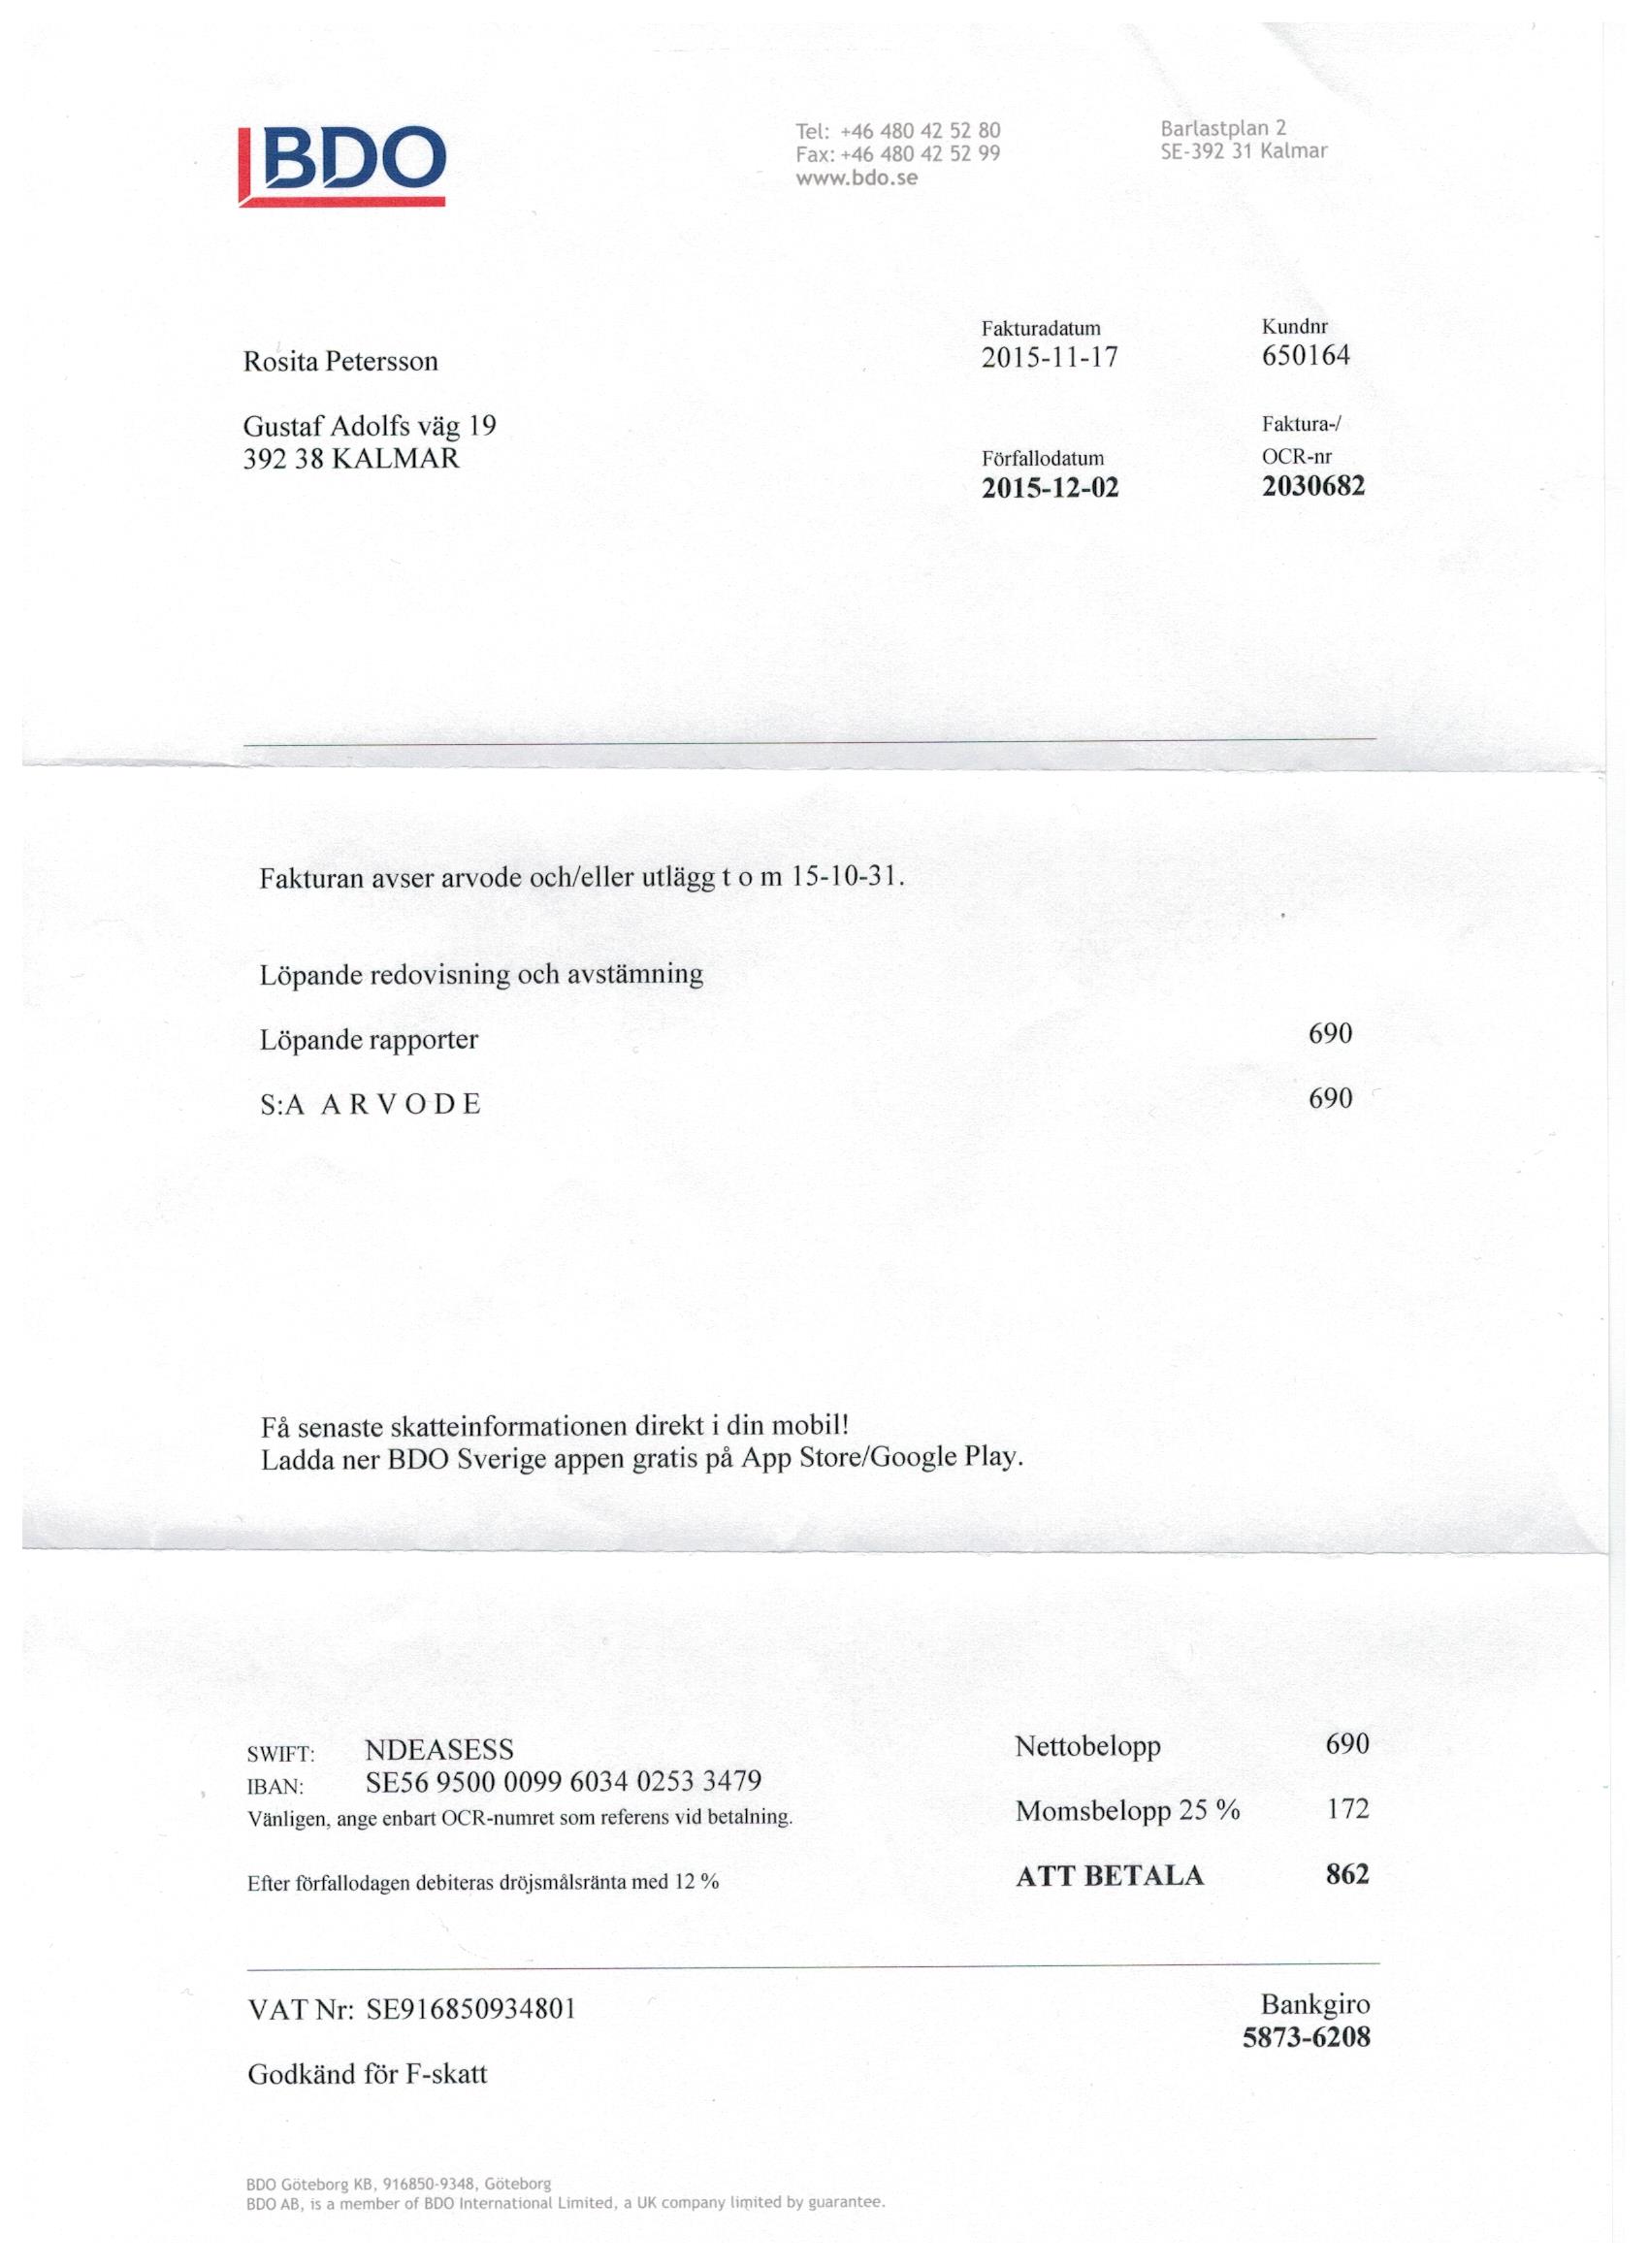 BDO
Tel: +46 480 42 52 80
Fax: +46 480 42 52 99
www.bdo.se
Barlastplan 2
SE-392 31 Kalmar
Fakturadatum
2015-11-17
Kundnr
650164
Rosita Petersson
Gustaf Adolfs väg 19
392 38 KALMAR
Förfallodatum
2015-12-02
Faktura-/
OCR-nr
2030682
Fakturan avser arvode och/eller utlägg t o m 15-10-31.
Löpande redovisning och avstämning
Löpande rapporter 690
S:A A R V O D E 690
Få senaste skatteinformationen direkt i din mobil!
Ladda ner BDO Sverige appen gratis på App Store/Google Play.
SWIFT: NDEASESS
IBAN: SE56 9500 0099 6034 0253 3479
Vänligen, ange enbart OCR-numret som referens vid betalning.
Efter förfallodagen debiteras dröjsmålsränta med 12 %
Nettobelopp 690
Momsbelopp 25 % 172
ATT BETALA 862
VAT Nr: SE916850934801
Godkänd för F-skatt
Bankgiro
5873-6208
BDO Göteborg KB, 916850-9348, Göteborg
BDO AB, is a member of BDO International Limited, a UK company limited by guarantee.